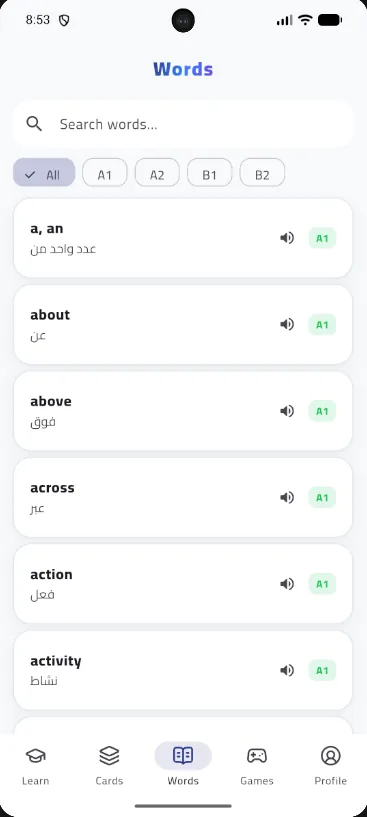 8:53
Words
Search words...
All
A1
A2
B1
B2
a, an
عدد واحد من
A1
about
عن
A1
above
فوق
A1
across
عبر
A1
action
فعل
A1
activity
نشاط
A1
Learn
Cards
Words
Games
Profile